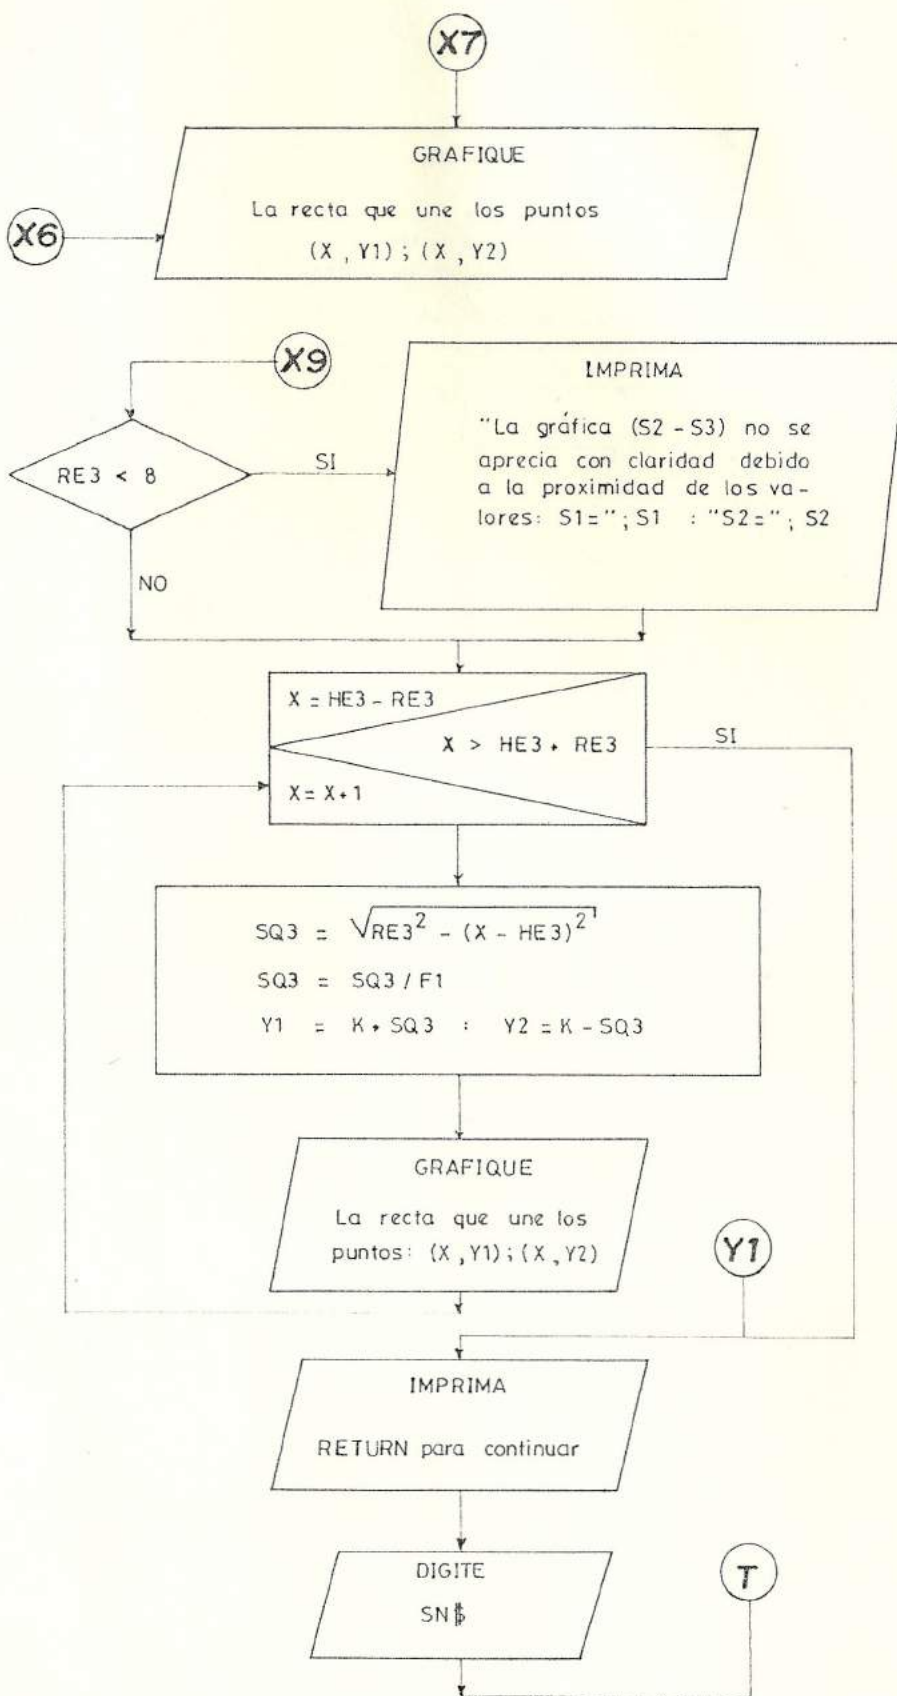 X7
GRAFIQUE
La recta que une los puntos
(X , Y1) ; (X , Y2)
X6
X9
RE3 < 8
SI
NO
IMPRIMA
"La gráfica (S2 - S3) no se
aprecia con claridad debido
a la proximidad de los va-
lores: S1=" ; S1 : "S2=" ; S2
X = HE3 - RE3
X > HE3 + RE3
SI
X = X+1
SQ3 = √RE3² - (X - HE3)²
SQ3 = SQ3 / F1
Y1 = K + SQ3 : Y2 = K - SQ3
GRAFIQUE
La recta que une los
puntos: (X , Y1) ; (X , Y2)
Y1
IMPRIMA
RETURN para continuar
DIGITE
SN$
T